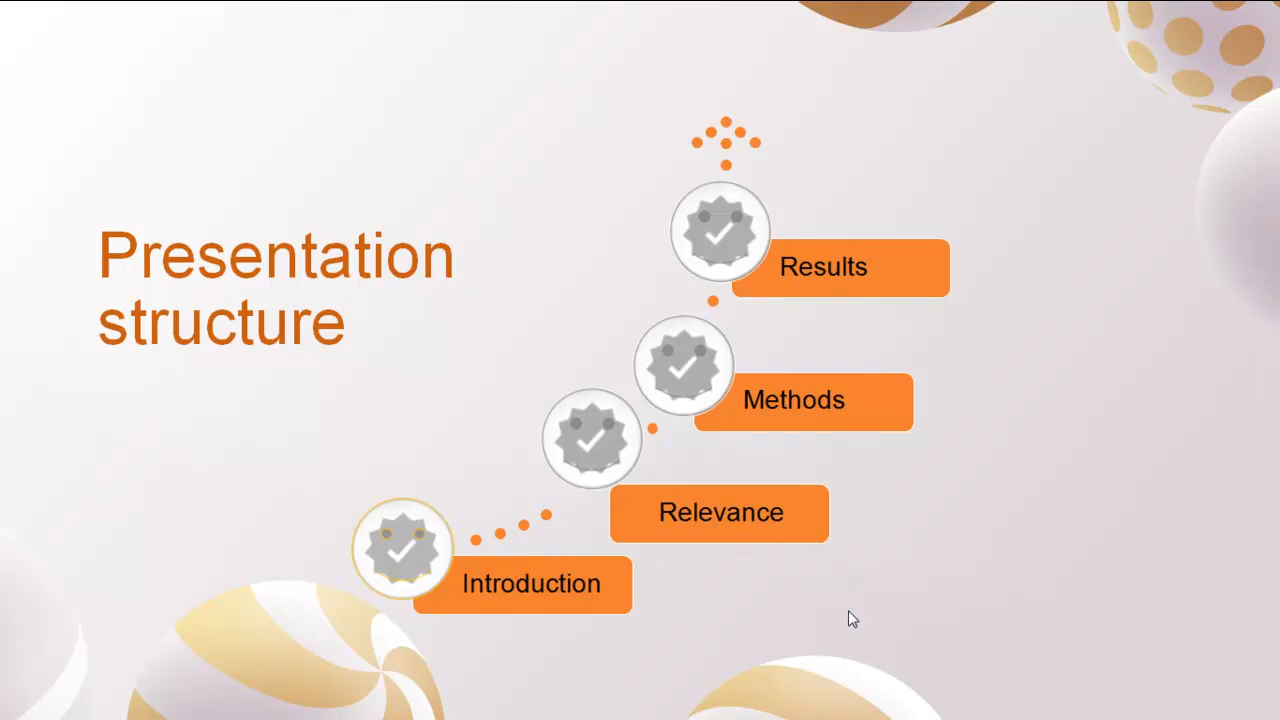 Presentation
structure
Results
Methods
Relevance
Introduction